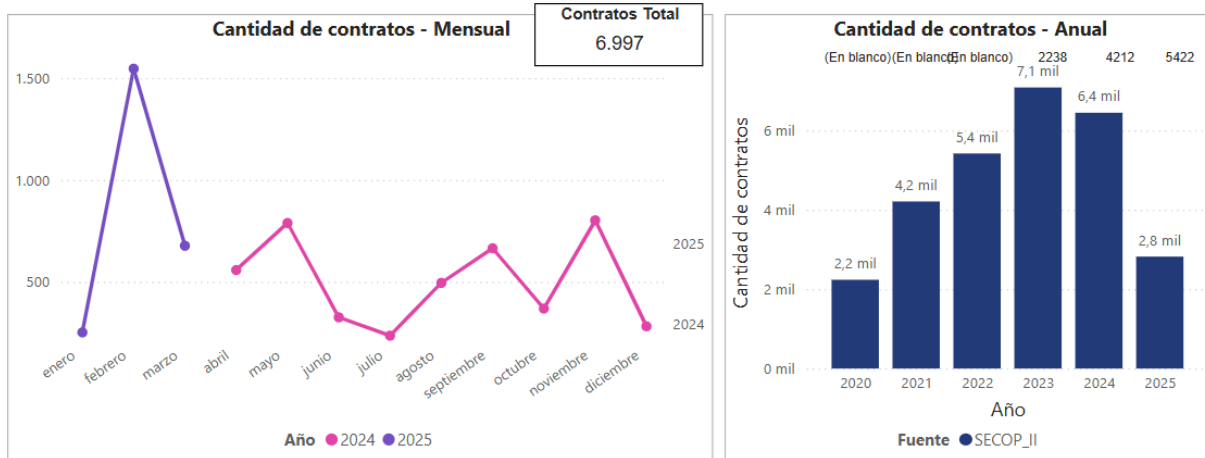 Cantidad de contratos - Mensual
Contratos Total
6.997
1.500
1.000
500
2025
2024
enero
febrero
marzo
abril
mayo
junio
julio
agosto
septiembre
octubre
noviembre
diciembre
Año 2024 2025
Cantidad de contratos - Anual
(En blanco) (En blanco) (En blanco) 2238 4212 5422
Cantidad de contratos
6 mil
4 mil
2 mil
0 mil
2,2 mil
4,2 mil
5,4 mil
7,1 mil
6,4 mil
2,8 mil
2020 2021 2022 2023 2024 2025
Año
Fuente SECOP_II